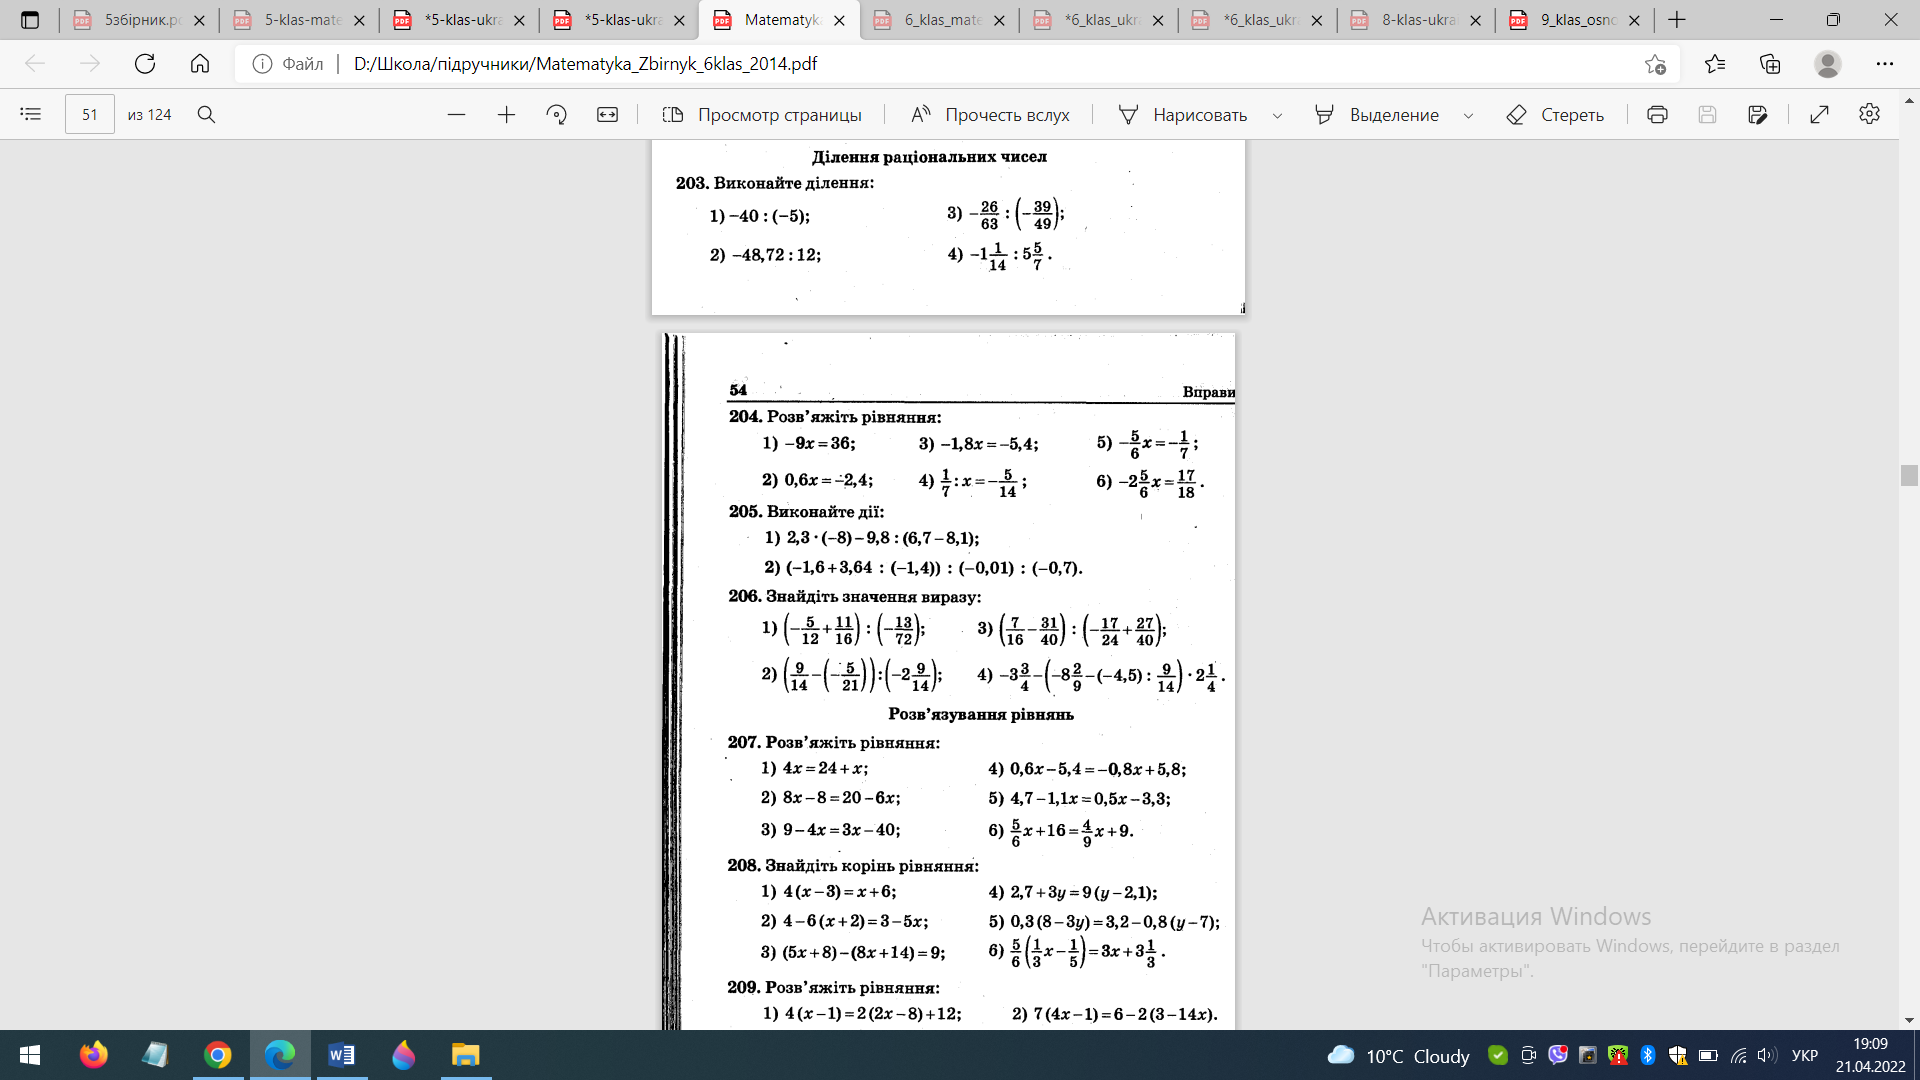 5збірник.pd
5-klas-mate
*5-klas-ukra
*5-klas-ukra
Matematyka
6_klas_mate
*6_klas_ukra
*6_klas_ukra
8-klas-ukrai
9_klas_osno
Файл | D:/Школа/підручники/Matematyka_Zbirnyk_6klas_2014.pdf
51 из 124
Просмотр страницы
Прочесть вслух
Нарисовать
Выделение
Стереть
Ділення раціональних чисел
203. Виконайте ділення:
1) −40 : (−5); 3) −26/63 : (−39/49);
2) −48,72 : 12; 4) −1 1/14 : 5 5/7.
54 Вправи
204. Розв’яжіть рівняння:
1) −9x = 36; 3) −1,8x = −5,4; 5) −5/6 x = −1/7;
2) 0,6x = −2,4; 4) 1/7 : x = −5/14; 6) −2 5/6 x = 17/18.
205. Виконайте дії:
1) 2,3 · (−8) − 9,8 : (6,7 − 8,1);
2) (−1,6 + 3,64 : (−1,4)) : (−0,01) : (−0,7).
206. Знайдіть значення виразу:
1) (−5/12 + 11/16) : (−13/72); 3) (7/16 − 31/40) : (−17/24 + 27/40);
2) (9/14 − (−5/21)) : (−2 9/14); 4) −3 3/4 − (−8 2/9 − (−4,5) : 9/14) · 2 1/4.
Розв’язування рівнянь
207. Розв’яжіть рівняння:
1) 4x = 24 + x; 4) 0,6x − 5,4 = −0,8x + 5,8;
2) 8x − 8 = 20 − 6x; 5) 4,7 − 1,1x = 0,5x − 3,3;
3) 9 − 4x = 3x − 40; 6) 5/6 x + 16 = 4/9 x + 9.
208. Знайдіть корінь рівняння:
1) 4(x − 3) = x + 6; 4) 2,7 + 3y = 9(y − 2,1);
2) 4 − 6(x + 2) = 3 − 5x; 5) 0,3(8 − 3y) = 3,2 − 0,8(y − 7);
3) (5x + 8) − (8x + 14) = 9; 6) 5/6 (1/3 x − 1/5) = 3x + 3 1/3.
209. Розв’яжіть рівняння:
1) 4(x − 1) = 2(2x − 8) + 12; 2) 7(4x − 1) = 6 − 2(3 − 14x).
Активация Windows
Чтобы активировать Windows, перейдите в раздел
"Параметры".
10°C Cloudy
УКР
19:09
21.04.2022